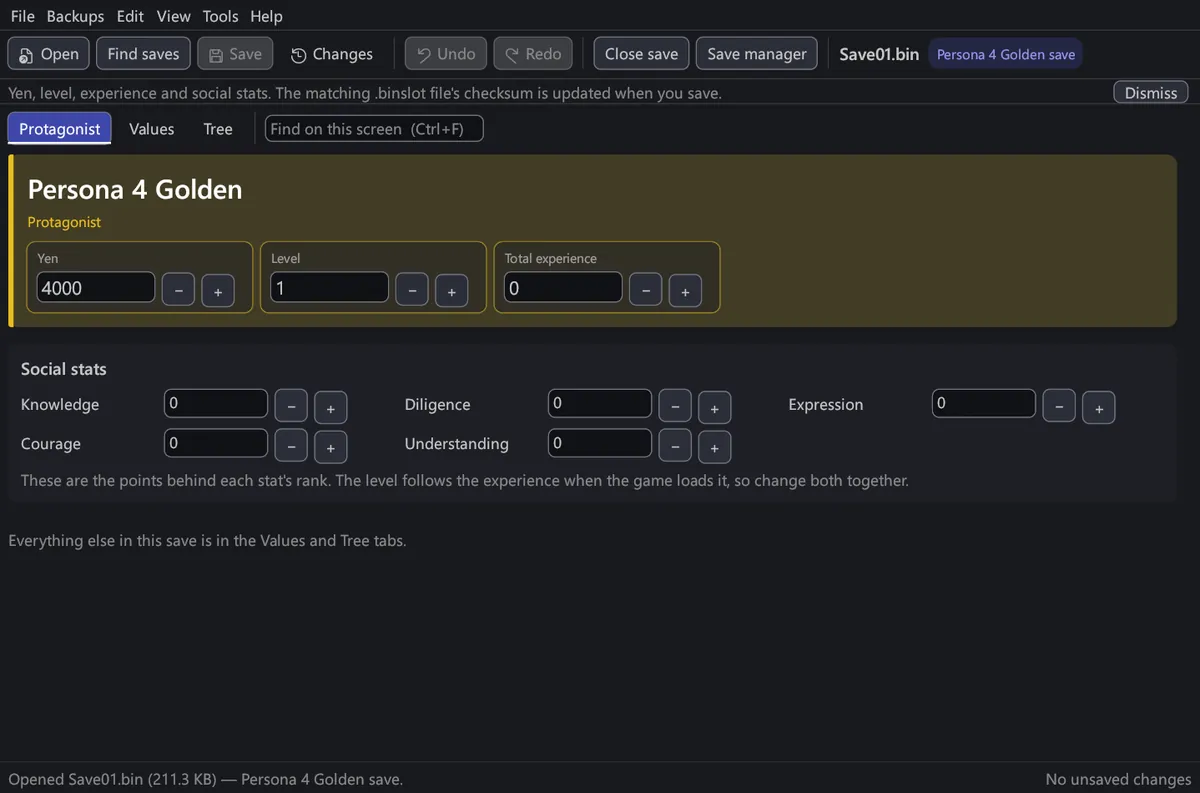 File Backups Edit View Tools Help
Open Find saves Save Changes Undo Redo Close save Save manager Save01.bin Persona 4 Golden save
Yen, level, experience and social stats. The matching .binslot file's checksum is updated when you save. Dismiss
Protagonist Values Tree Find on this screen (Ctrl+F)
Persona 4 Golden
Protagonist
Yen Level Total experience
4000 − + 1 − + 0 − +
Social stats
Knowledge 0 − + Diligence 0 − + Expression 0 − +
Courage 0 − + Understanding 0 − +
These are the points behind each stat's rank. The level follows the experience when the game loads it, so change both together.
Everything else in this save is in the Values and Tree tabs.
Opened Save01.bin (211.3 KB) — Persona 4 Golden save. No unsaved changes